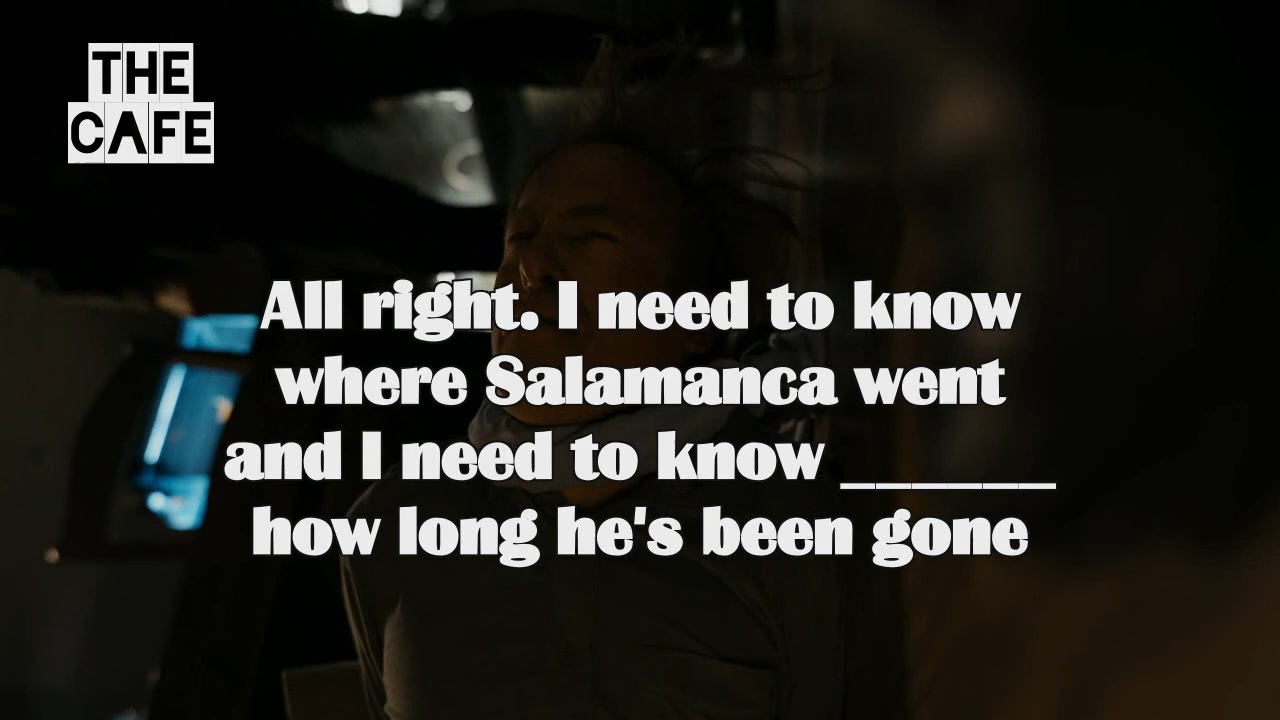 THE
CAFE
All right. I need to know
where Salamanca went
and I need to know ______
how long he's been gone